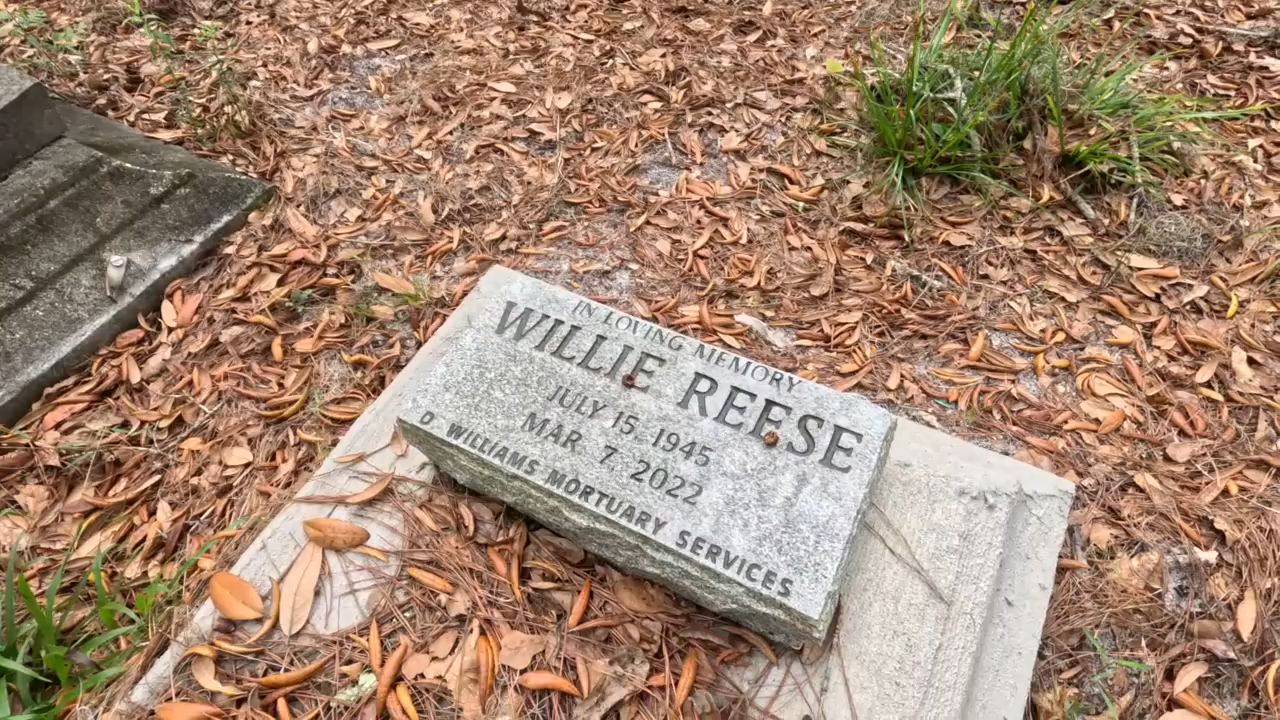 IN LOVING MEMORY
WILLIE REESE
JULY 15, 1945
MAR 7 2022
D WILLIAMS MORTUARY SERVICES